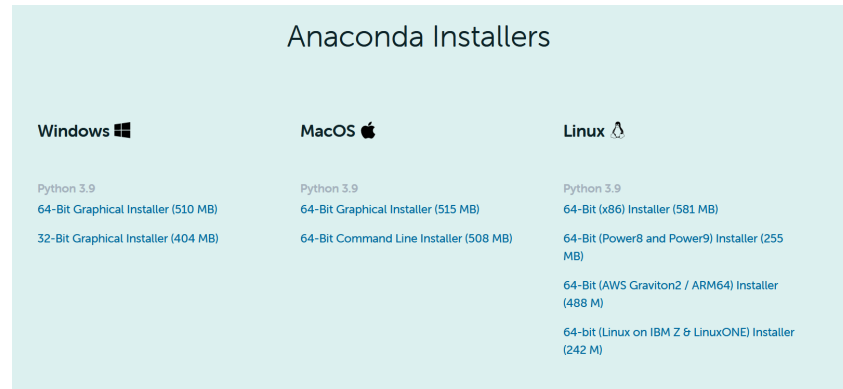 Anaconda Installers
Windows
Python 3.9
64-Bit Graphical Installer (510 MB)
32-Bit Graphical Installer (404 MB)
MacOS
Python 3.9
64-Bit Graphical Installer (515 MB)
64-Bit Command Line Installer (508 MB)
Linux
Python 3.9
64-Bit (x86) Installer (581 MB)
64-Bit (Power8 and Power9) Installer (255
MB)
64-Bit (AWS Graviton2 / ARM64) Installer
(488 M)
64-bit (Linux on IBM Z & LinuxONE) Installer
(242 M)